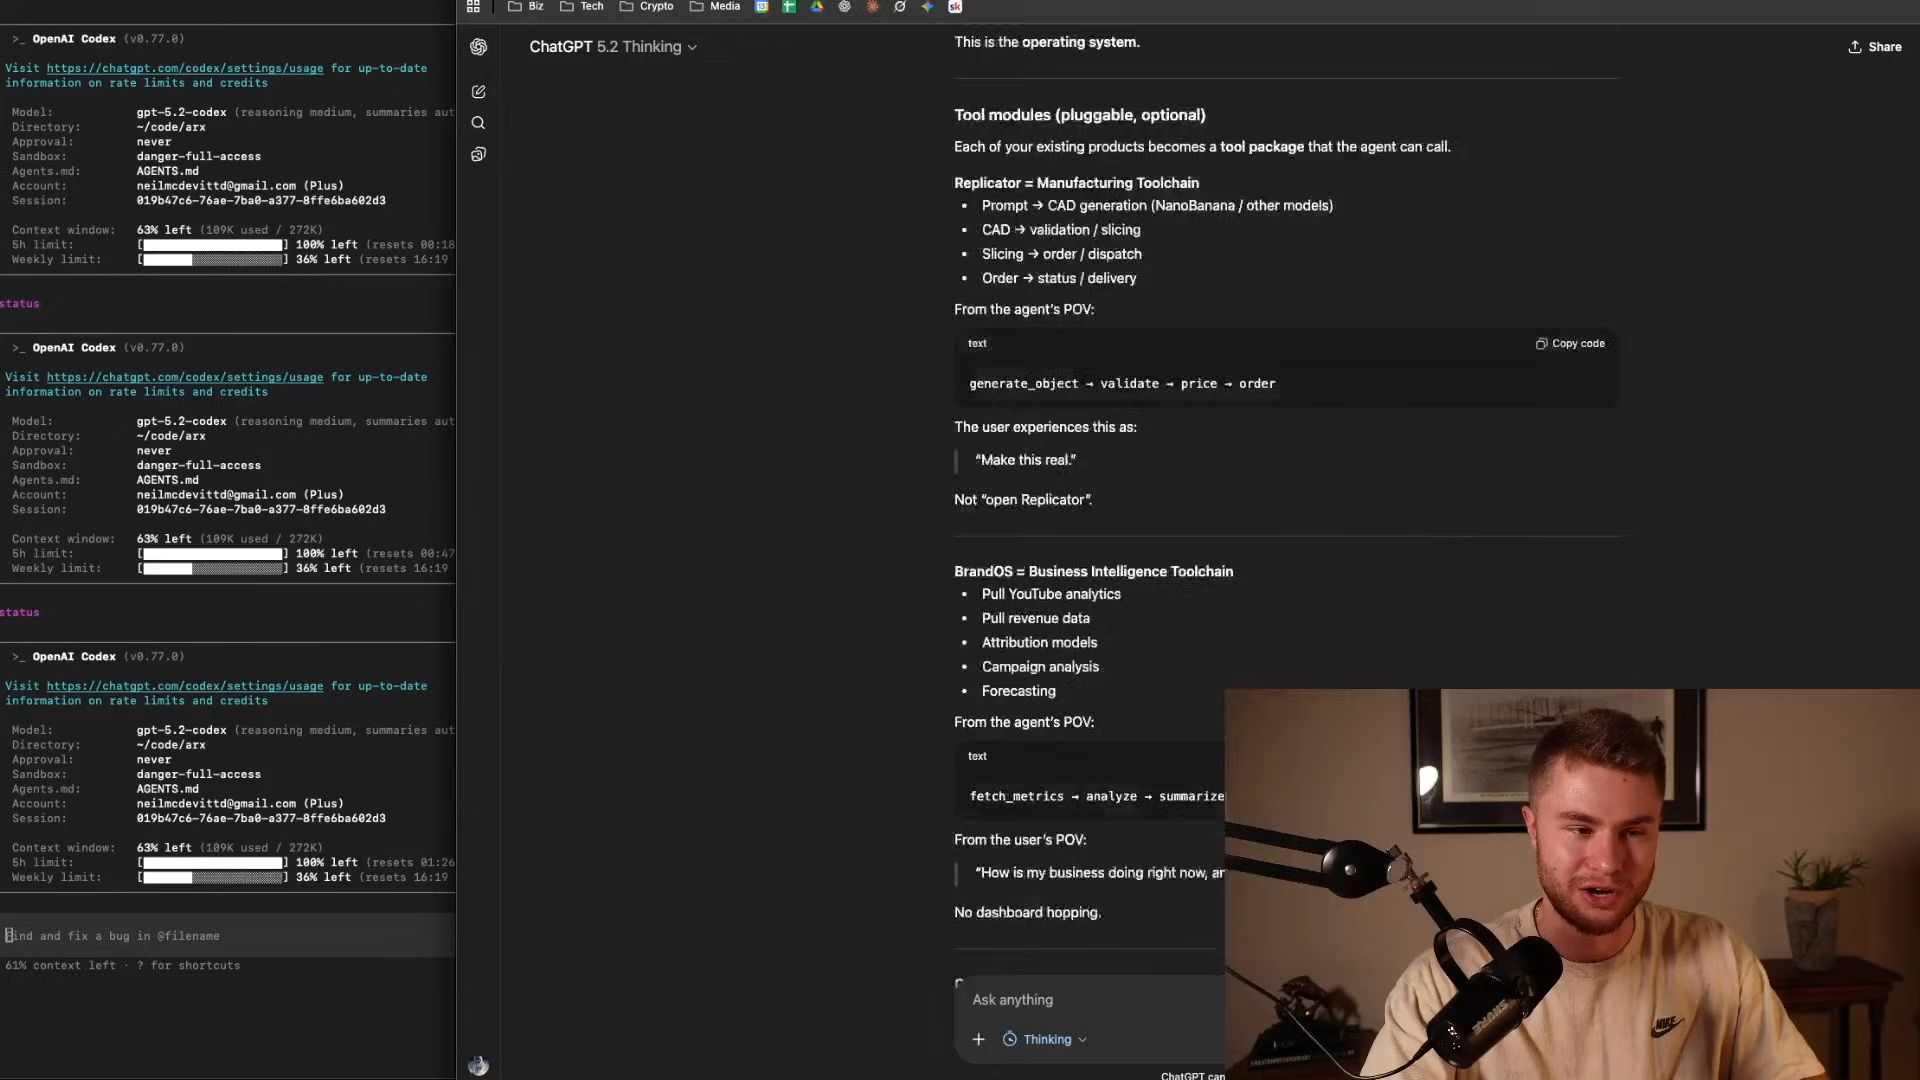 >_ OpenAI Codex (v0.77.0)
Visit https://chatgpt.com/codex/settings/usage for up-to-date
information on rate limits and credits
Model: gpt-5.2-codex (reasoning medium, summaries aut
Directory: ~/code/arx
Approval: never
Sandbox: danger-full-access
Agents.md: AGENTS.md
Account: neilmcdevittd@gmail.com (Plus)
Session: 019b47c6-76ae-7ba0-a377-8ffe6ba602d3
Context window: 63% left (109K used / 272K)
5h limit: [ ] 100% left (resets 00:18
Weekly limit: [ ] 36% left (resets 16:19
status
>_ OpenAI Codex (v0.77.0)
Visit https://chatgpt.com/codex/settings/usage for up-to-date
information on rate limits and credits
Model: gpt-5.2-codex (reasoning medium, summaries aut
Directory: ~/code/arx
Approval: never
Sandbox: danger-full-access
Agents.md: AGENTS.md
Account: neilmcdevittd@gmail.com (Plus)
Session: 019b47c6-76ae-7ba0-a377-8ffe6ba602d3
Context window: 63% left (109K used / 272K)
5h limit: [ ] 100% left (resets 00:47
Weekly limit: [ ] 36% left (resets 16:19
status
>_ OpenAI Codex (v0.77.0)
Visit https://chatgpt.com/codex/settings/usage for up-to-date
information on rate limits and credits
Model: gpt-5.2-codex (reasoning medium, summaries aut
Directory: ~/code/arx
Approval: never
Sandbox: danger-full-access
Agents.md: AGENTS.md
Account: neilmcdevittd@gmail.com (Plus)
Session: 019b47c6-76ae-7ba0-a377-8ffe6ba602d3
Context window: 63% left (109K used / 272K)
5h limit: [ ] 100% left (resets 01:26
Weekly limit: [ ] 36% left (resets 16:19
ind and fix a bug in @filename
61% context left · ? for shortcuts
Biz Tech Crypto Media 31 sk
ChatGPT 5.2 Thinking
Share
This is the operating system.
Tool modules (pluggable, optional)
Each of your existing products becomes a tool package that the agent can call.
Replicator = Manufacturing Toolchain
• Prompt → CAD generation (NanoBanana / other models)
• CAD → validation / slicing
• Slicing → order / dispatch
• Order → status / delivery
From the agent's POV:
text
Copy code
generate_object → validate → price → order
The user experiences this as:
"Make this real."
Not "open Replicator".
BrandOS = Business Intelligence Toolchain
• Pull YouTube analytics
• Pull revenue data
• Attribution models
• Campaign analysis
• Forecasting
From the agent's POV:
text
fetch_metrics → analyze → summarize
From the user's POV:
"How is my business doing right now, an
No dashboard hopping.
Ask anything
+ Thinking
ChatGPT can
SHURE
NIKE